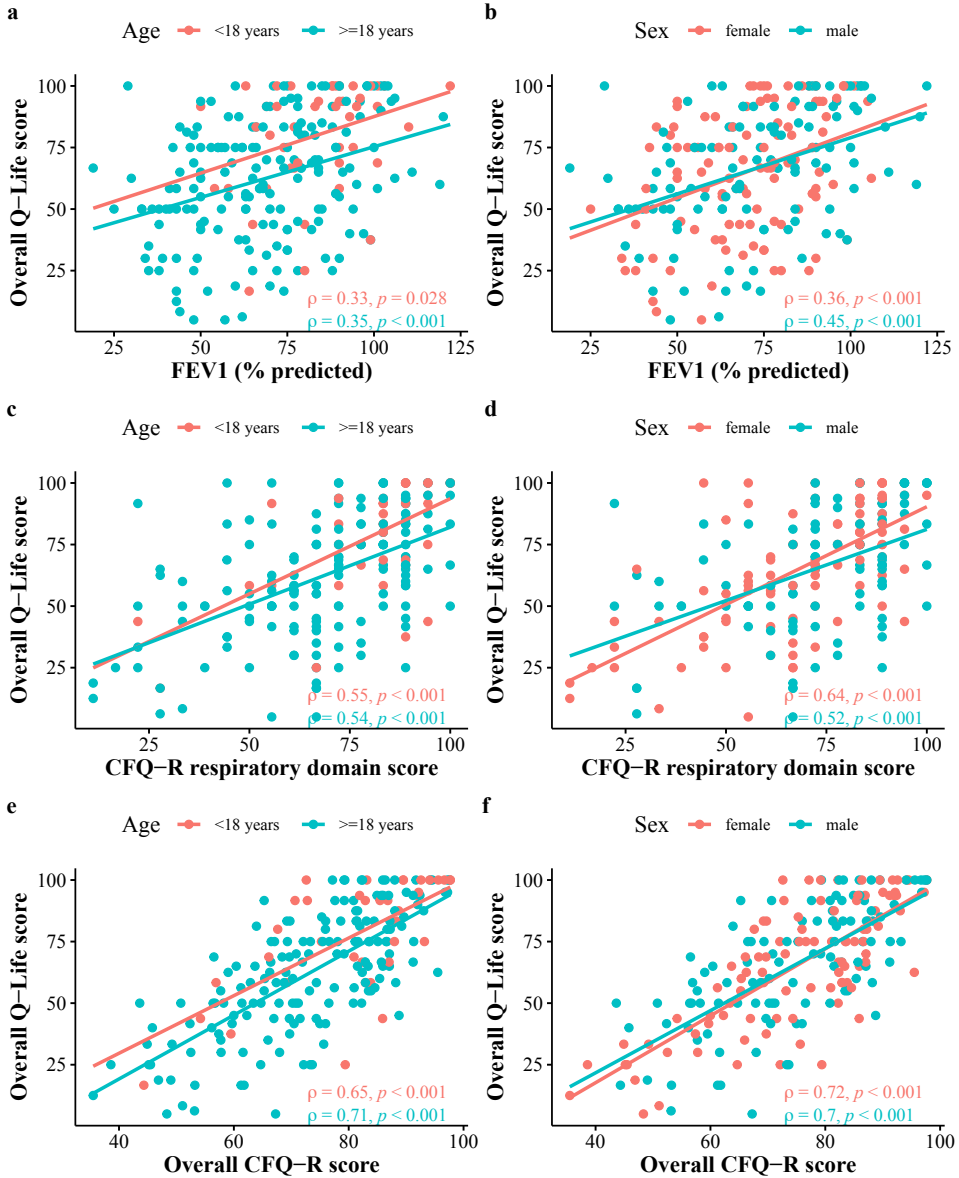 a
Age <18 years >=18 years
Overall Q−Life score
100
75
50
25
ρ = 0.33, p = 0.028
ρ = 0.35, p < 0.001
25 50 75 100 125
FEV1 (% predicted)
b
Sex female male
Overall Q−Life score
100
75
50
25
ρ = 0.36, p < 0.001
ρ = 0.45, p < 0.001
25 50 75 100 125
FEV1 (% predicted)
c
Age <18 years >=18 years
Overall Q−Life score
100
75
50
25
ρ = 0.55, p < 0.001
ρ = 0.54, p < 0.001
25 50 75 100
CFQ−R respiratory domain score
d
Sex female male
Overall Q−Life score
100
75
50
25
ρ = 0.64, p < 0.001
ρ = 0.52, p < 0.001
25 50 75 100
CFQ−R respiratory domain score
e
Age <18 years >=18 years
Overall Q−Life score
100
75
50
25
ρ = 0.65, p < 0.001
ρ = 0.71, p < 0.001
40 60 80 100
Overall CFQ−R score
f
Sex female male
Overall Q−Life score
100
75
50
25
ρ = 0.72, p < 0.001
ρ = 0.7, p < 0.001
40 60 80 100
Overall CFQ−R score